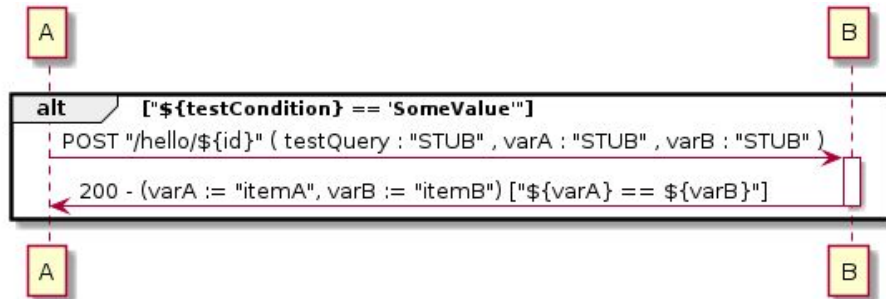 A B
alt ["${testCondition} == 'SomeValue'"]
POST "/hello/${id}" ( testQuery : "STUB" , varA : "STUB" , varB : "STUB" )
200 - (varA := "itemA", varB := "itemB") ["${varA} == ${varB}"]
A B